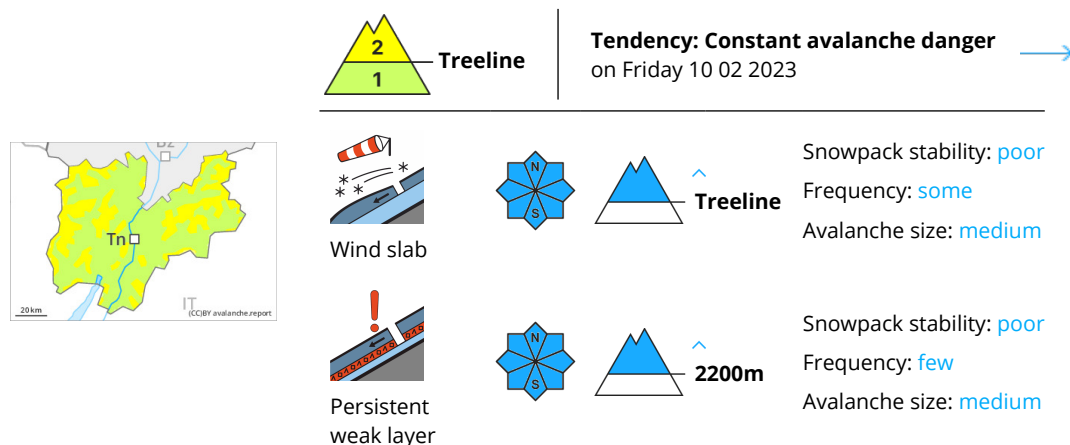 2
1
Treeline
Tendency: Constant avalanche danger
on Friday 10 02 2023
Bz
Tn
IT
20 km
(CC)BY avalanche.report
N
S
Treeline
Snowpack stability: poor
Frequency: some
Avalanche size: medium
Wind slab
N
S
2200m
Snowpack stability: poor
Frequency: few
Avalanche size: medium
Persistent
weak layer